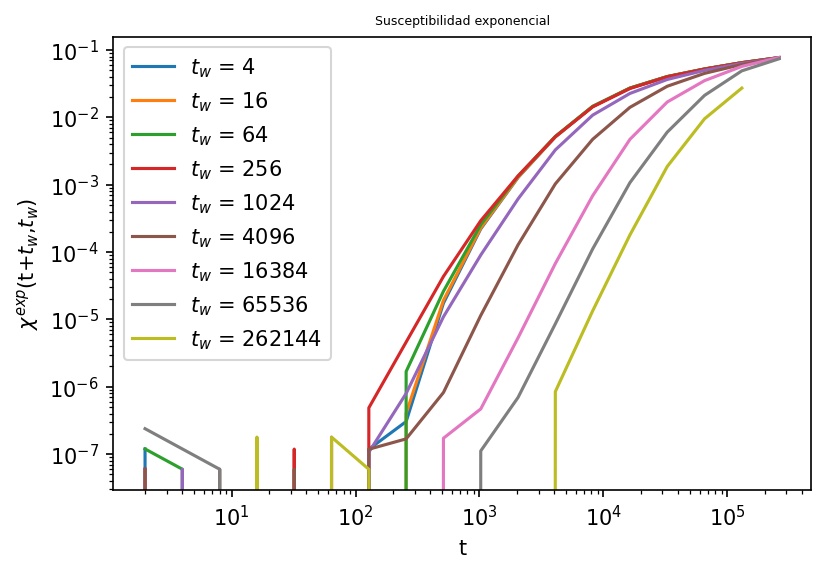 Susceptibilidad exponencial
χ^exp(t+t_w,t_w)
10^-1
10^-2
10^-3
10^-4
10^-5
10^-6
10^-7
t_w = 4
t_w = 16
t_w = 64
t_w = 256
t_w = 1024
t_w = 4096
t_w = 16384
t_w = 65536
t_w = 262144
10^1 10^2 10^3 10^4 10^5
t